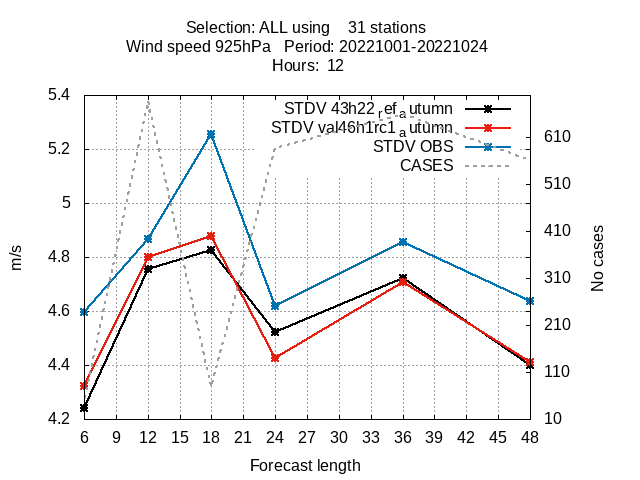 Selection: ALL using 31 stations
Wind speed 925hPa Period: 20221001-20221024
Hours: 12
5.4
5.2
5
4.8
4.6
4.4
4.2
m/s
STDV 43h22ref_autumn
STDV val46h1rc1_autumn
STDV OBS
CASES
610
510
410
310
210
110
10
No cases
6 9 12 15 18 21 24 27 30 33 36 39 42 45 48
Forecast length